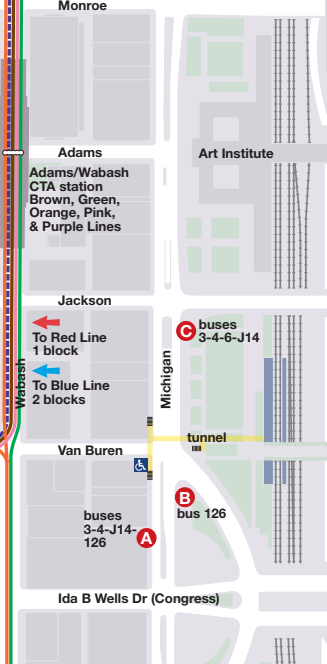 Monroe
Adams
Art Institute
Adams/Wabash
CTA station
Brown, Green,
Orange, Pink,
& Purple Lines
Jackson
C
buses
3-4-6-J14
To Red Line
1 block
To Blue Line
2 blocks
Wabash
Michigan
tunnel
Van Buren
B
bus 126
buses
3-4-J14-
126
A
Ida B Wells Dr (Congress)